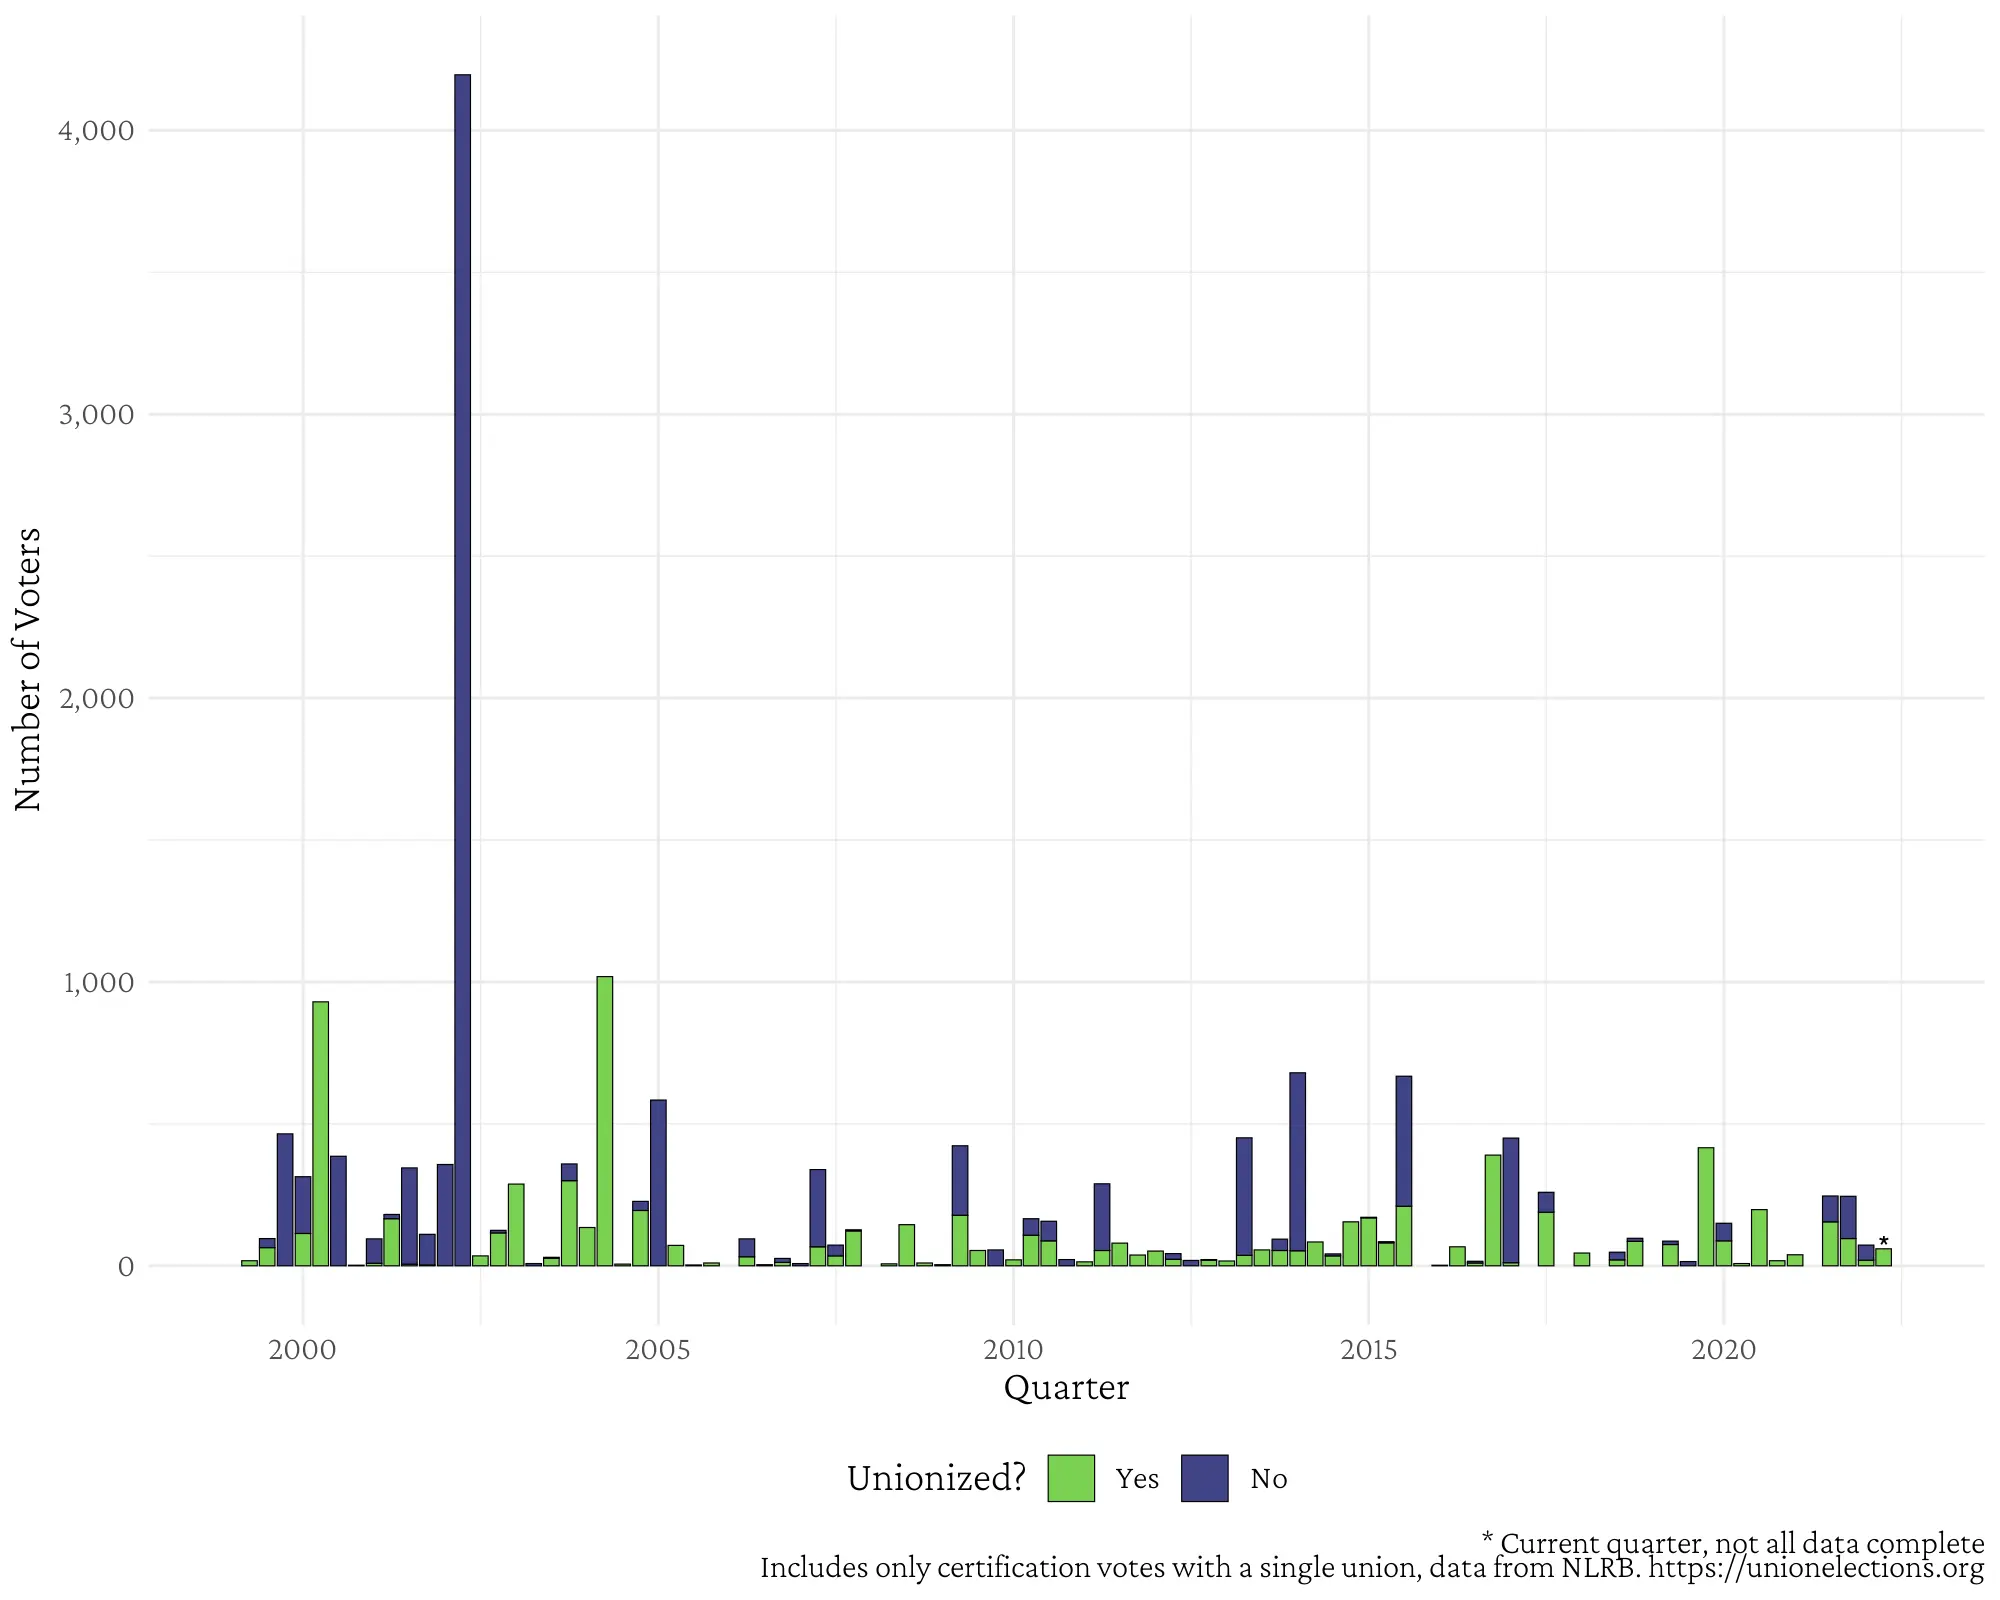 4,000
3,000
2,000
1,000
0
Number of Voters
2000 2005 2010 2015 2020
Quarter
*
Unionized? Yes No
* Current quarter, not all data complete
Includes only certification votes with a single union, data from NLRB. https://unionelections.org